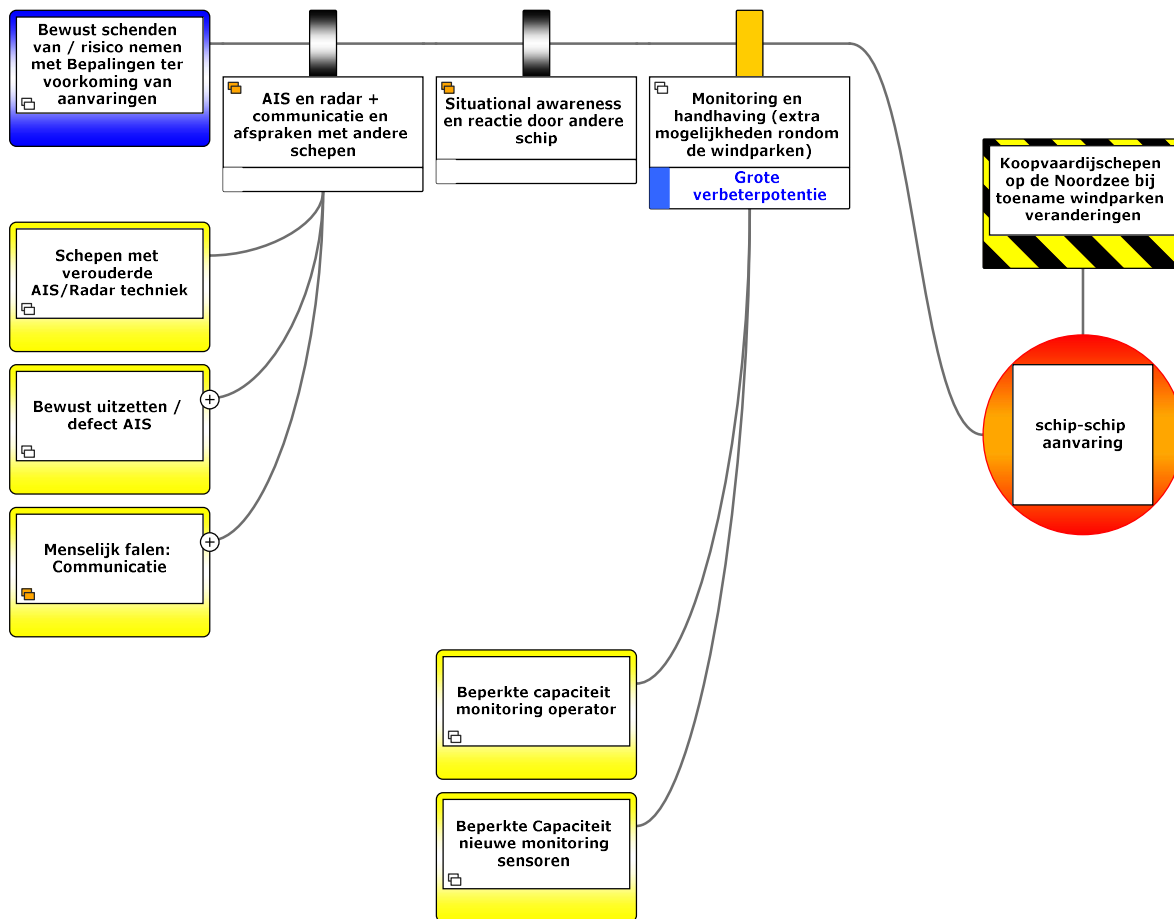 Bewust schenden
van / risico nemen
met Bepalingen ter
voorkoming van
aanvaringen
AIS en radar +
communicatie en
afspraken met andere
schepen
Situational awareness
en reactie door andere
schip
Monitoring en
handhaving (extra
mogelijkheden rondom
de windparken)
Grote
verbeterpotentie
Koopvaardijschepen
op de Noordzee bij
toename windparken
veranderingen
Schepen met
verouderde
AIS/Radar techniek
Bewust uitzetten /
defect AIS
schip-schip
aanvaring
Menselijk falen:
Communicatie
Beperkte capaciteit
monitoring operator
Beperkte Capaciteit
nieuwe monitoring
sensoren